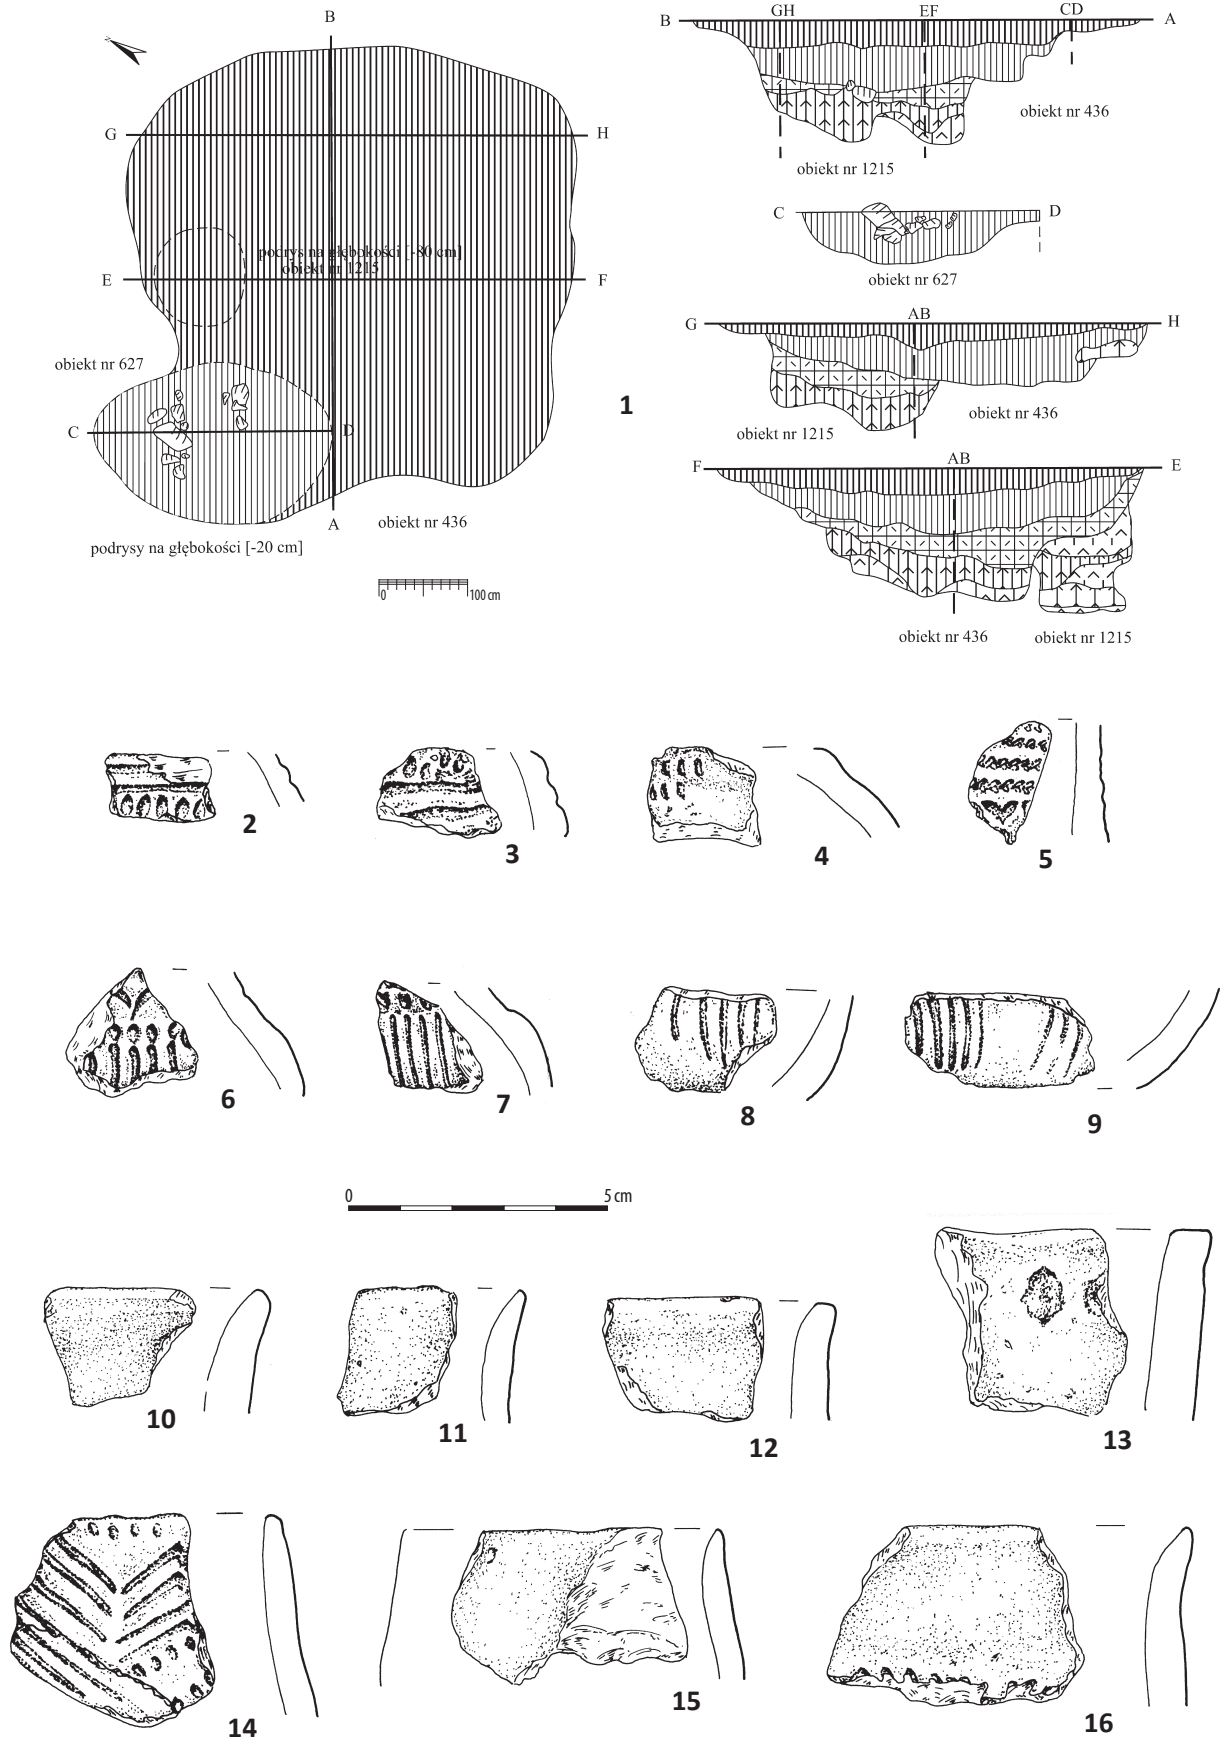 B
G
H
podrys na głębokości [-80 cm]
obiekt nr 1215
E
F
obiekt nr 627
C
D
A
obiekt nr 436
podrysy na głębokości [-20 cm]
0
100 cm
B
GH
EF
CD
A
obiekt nr 436
obiekt nr 1215
C
D
obiekt nr 627
G
AB
H
obiekt nr 436
obiekt nr 1215
F
AB
E
obiekt nr 436
obiekt nr 1215
1
2
3
4
5
6
7
8
9
0
5 cm
10
11
12
13
14
15
16